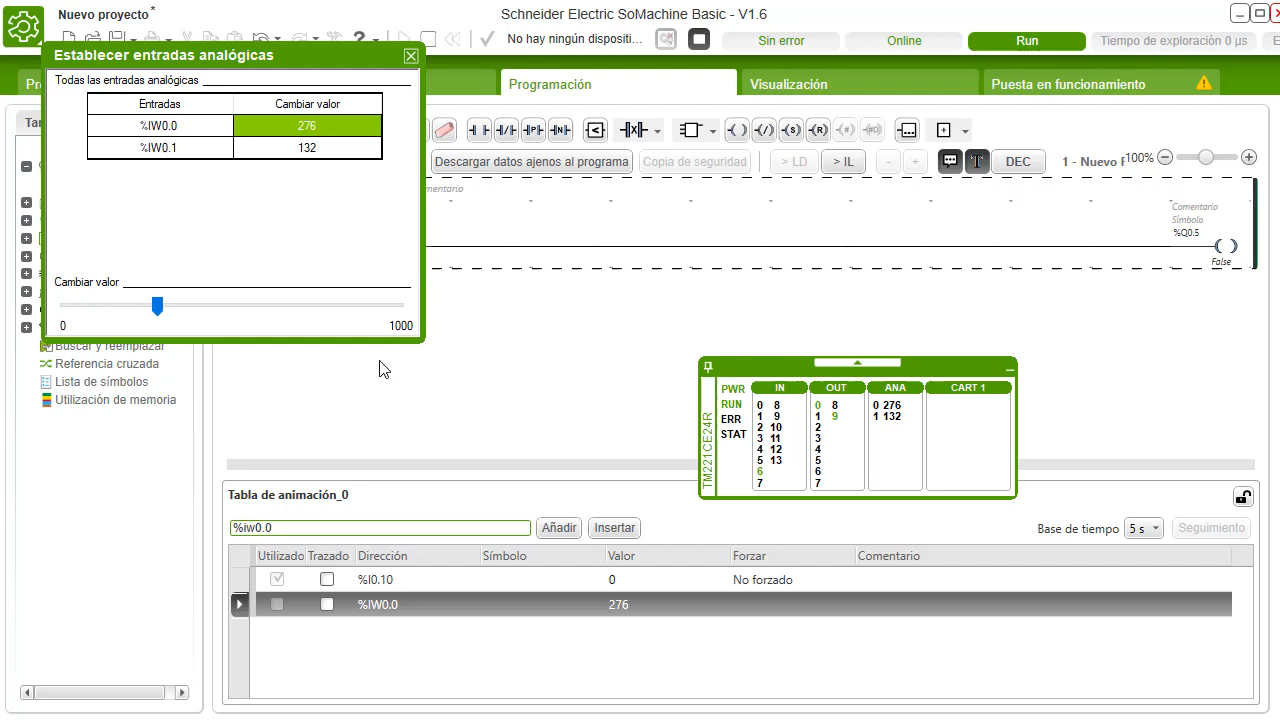 Nuevo proyecto *
Schneider Electric SoMachine Basic - V1.6
No hay ningún dispositi...
Sin error
Online
Run
Tiempo de exploración 0 µs
Establecer entradas analógicas
Programación
Visualización
Puesta en funcionamiento
Todas las entradas analógicas
Entradas Cambiar valor
%IW0.0 276
%IW0.1 132
Cambiar valor
0 1000
Descargar datos ajenos al programa
Copia de seguridad
> LD
> IL
DEC
1 - Nuevo
100%
Comentario
Símbolo
%Q0.5
False
Buscar y reemplazar
Referencia cruzada
Lista de símbolos
Utilización de memoria
TM221CE24R
PWR
RUN
ERR
STAT
IN OUT ANA CART 1
0 8 0 8 0 276
1 9 1 9 1 132
2 10 2
3 11 3
4 12 4
5 13 5
6 6
7 7
Tabla de animación_0
%iw0.0
Añadir
Insertar
Base de tiempo 5 s
Seguimiento
Utilizado Trazado Dirección Símbolo Valor Forzar Comentario
%I0.10 0 No forzado
%IW0.0 276